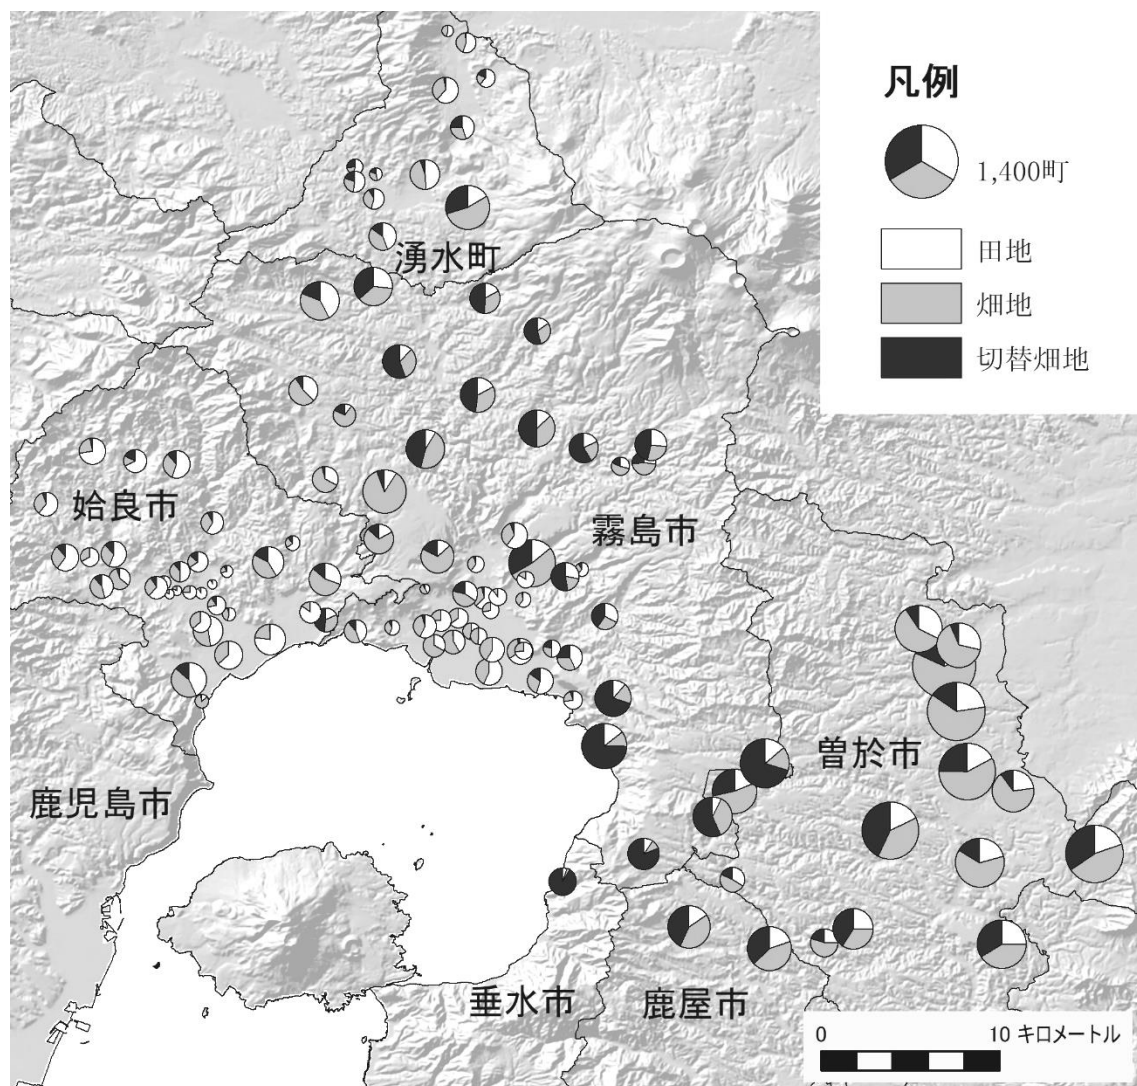 凡例
1,400町
田地
畑地
切替畑地
湧水町
姶良市
霧島市
曽於市
鹿児島市
垂水市
鹿屋市
0 10 キロメートル